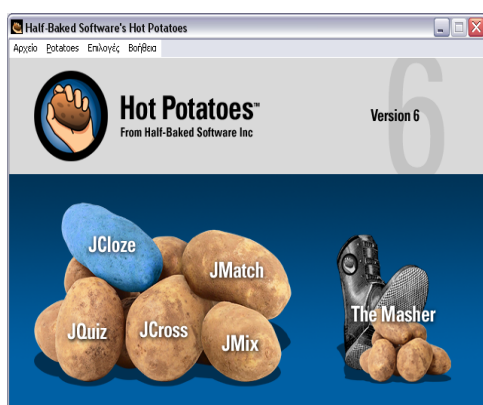 Half-Baked Software's Hot Potatoes
Αρχείο Potatoes Επιλογές Βοήθεια
Hot Potatoes™
From Half-Baked Software Inc
6
Version 6
JCloze
JMatch
JQuiz
JCross
JMix
The Masher